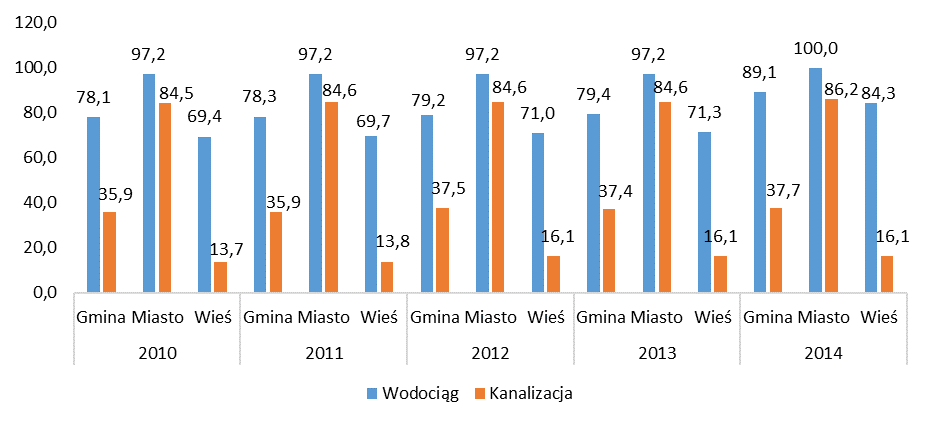 120,0
100,0
80,0
60,0
40,0
20,0
0,0
78,1 35,9 97,2 84,5 69,4 13,7
78,3 35,9 97,2 84,6 69,7 13,8
79,2 37,5 97,2 84,6 71,0 16,1
79,4 37,4 97,2 84,6 71,3 16,1
89,1 37,7 100,0 86,2 84,3 16,1
Gmina Miasto Wieś Gmina Miasto Wieś Gmina Miasto Wieś Gmina Miasto Wieś Gmina Miasto Wieś
2010 2011 2012 2013 2014
Wodociąg Kanalizacja